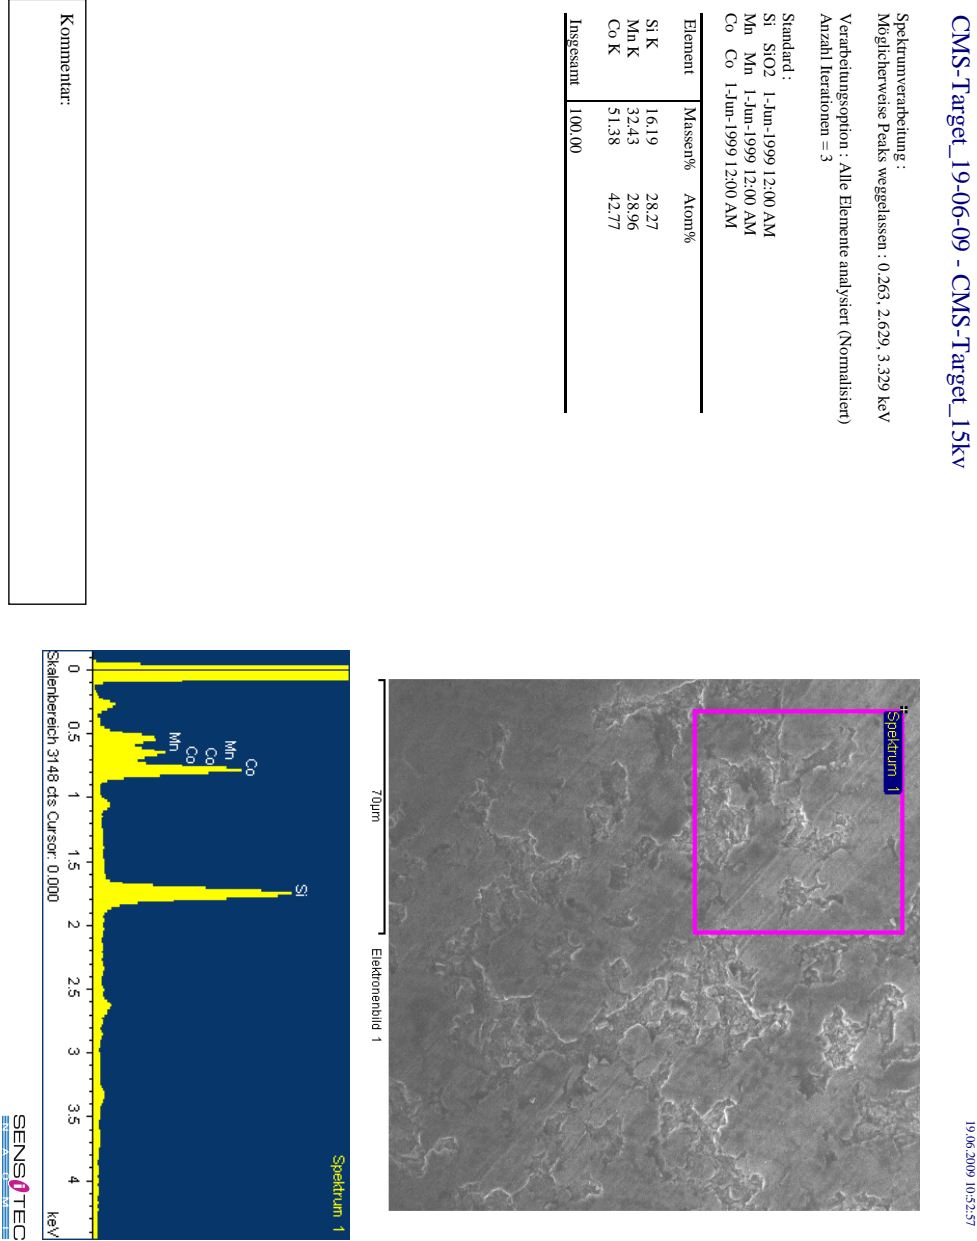 CMS-Target_19-06-09 - CMS-Target_15kv
19.06.2009 10:52:57
Spektrumverarbeitung :
Möglicherweise Peaks weggelassen : 0.263, 2.629, 3.329 keV
Verarbeitungsoption : Alle Elemente analysiert (Normalisiert)
Anzahl Iterationen = 3
Standard :
Si SiO2 1-Jun-1999 12:00 AM
Mn Mn 1-Jun-1999 12:00 AM
Co Co 1-Jun-1999 12:00 AM
Element Massen% Atom%
Si K 16.19 28.27
Mn K 32.43 28.96
Co K 51.38 42.77
Insgesamt 100.00
Kommentar:
Spektrum 1
70µm Elektronenbild 1
Spektrum 1
Si
Co
Mn
Co
Co
Mn
0 0.5 1 1.5 2 2.5 3 3.5 4
Skalenbereich 3148 cts Cursor: 0.000 keV
SENSITEC